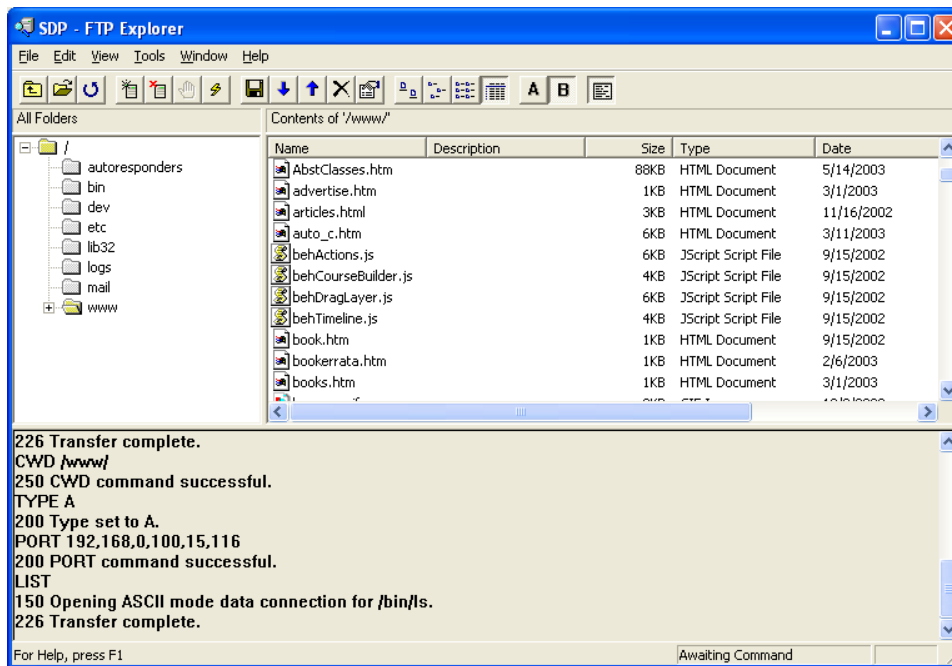 SDP - FTP Explorer
File Edit View Tools Window Help
A B
All Folders
Contents of '/www/'
/
autoresponders
bin
dev
etc
lib32
logs
mail
www
Name Description Size Type Date
AbstClasses.htm 88KB HTML Document 5/14/2003
advertise.htm 1KB HTML Document 3/1/2003
articles.html 3KB HTML Document 11/16/2002
auto_c.htm 6KB HTML Document 3/11/2003
behActions.js 6KB JScript Script File 9/15/2002
behCourseBuilder.js 4KB JScript Script File 9/15/2002
behDragLayer.js 6KB JScript Script File 9/15/2002
behTimeline.js 4KB JScript Script File 9/15/2002
book.htm 1KB HTML Document 9/15/2002
bookerrata.htm 1KB HTML Document 2/6/2003
books.htm 1KB HTML Document 3/1/2003
226 Transfer complete.
CWD /www/
250 CWD command successful.
TYPE A
200 Type set to A.
PORT 192,168,0,100,15,116
200 PORT command successful.
LIST
150 Opening ASCII mode data connection for /bin/ls.
226 Transfer complete.
For Help, press F1
Awaiting Command